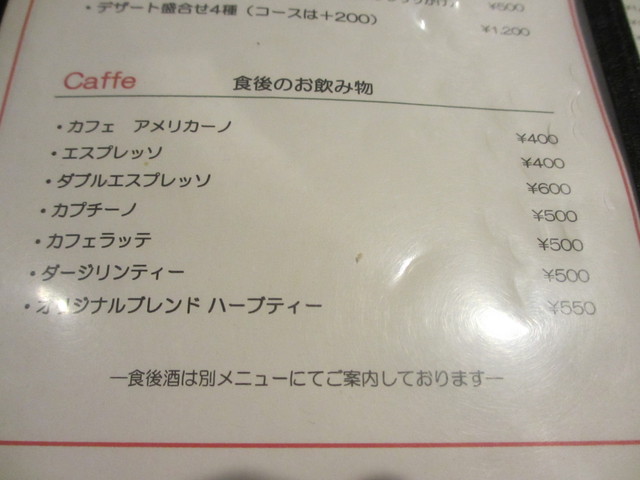 ¥500
・デザート盛合せ4種（コースは＋200） ¥1,200
Caffe 食後のお飲み物
・カフェ アメリカーノ ¥400
・エスプレッソ ¥400
・ダブルエスプレッソ ¥600
・カプチーノ ¥500
・カフェラッテ ¥500
・ダージリンティー ¥500
・オリジナルブレンド ハーブティー ¥550
―食後酒は別メニューにてご案内しております―